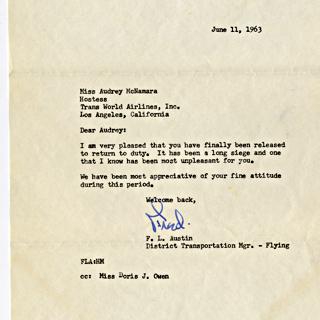 June 11, 1963
Miss Audrey McNamara
Hostess
Trans World Airlines, Inc.
Los Angeles, California
Dear Audrey:
I am very pleased that you have finally been released
to return to duty. It has been a long siege and one
that I know has been most unpleasant for you.
We have been most appreciative of your fine attitude
during this period.
Welcome back,
F. L. Austin
District Transportation Mgr. - Flying
FLA:HM
cc: Miss Doris J. Owen